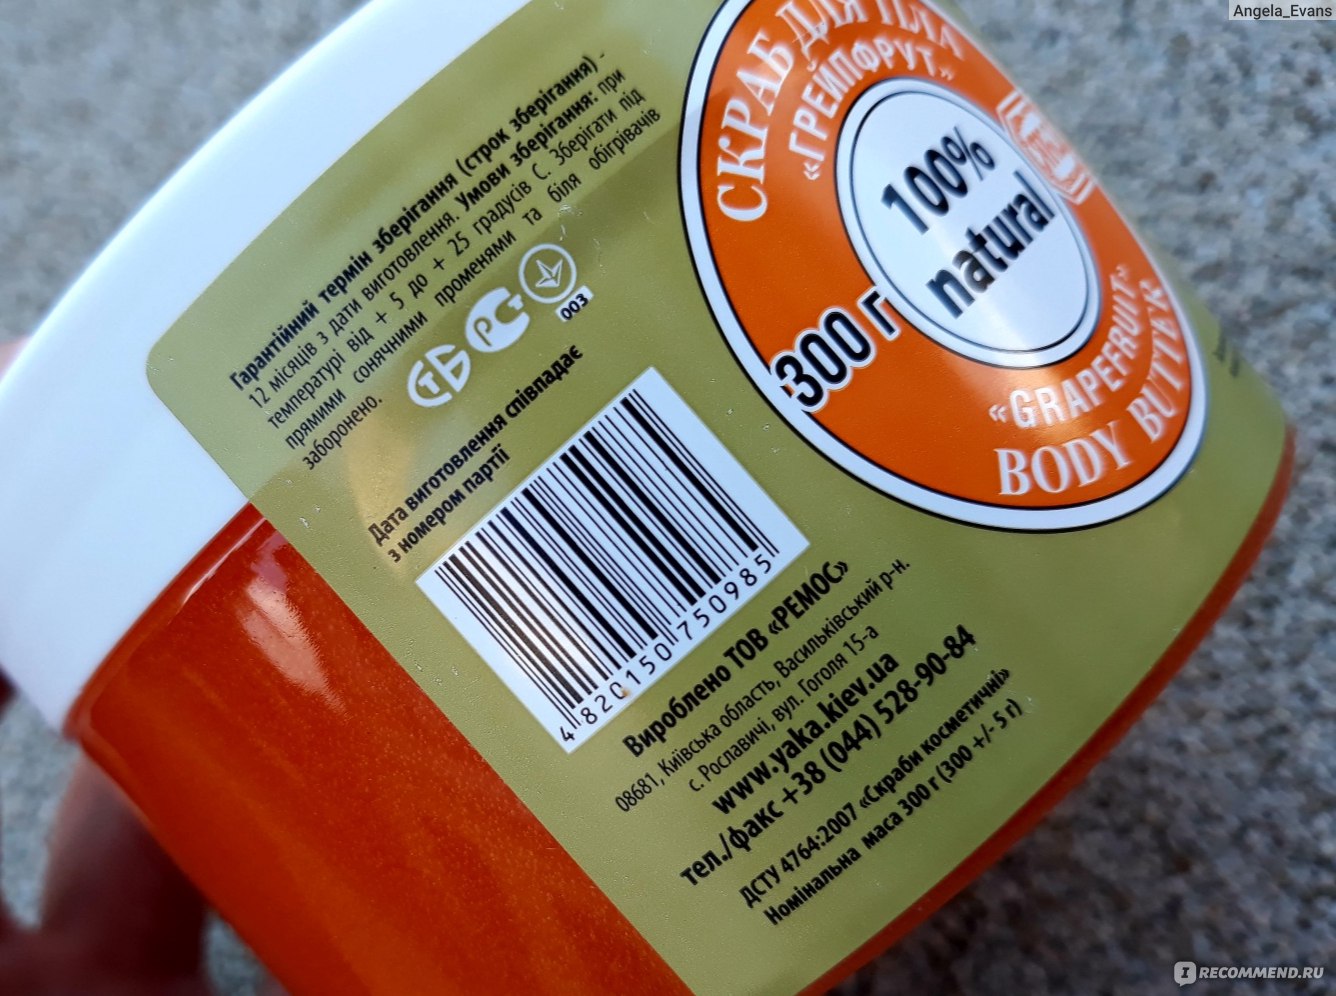 Angela_Evans
Гарантійний термін зберігання (строк зберігання) -
12 місяців з дати виготовлення. Умови зберігання: при
температурі від + 5 до + 25 градусів С. Зберігати під
прямими сонячними променями та біля обігрівачів
заборонено.
003
Дата виготовлення співпадає
з номером партії
4 820150 750985
Вироблено ТОВ «РЕМОС»
08681, Київська область, Васильківський р-н.
с. Рославичі, вул. Гоголя 15-а
www.yaka.kiev.ua
тел./факс +38 (044) 528-90-84
ДСТУ 4764:2007 «Скраби косметичні»
Номінальна маса 300 г (300 +/- 5 г)
СКРАБ ДЛЯ ТІЛА
«ГРЕЙПФРУТ»
100%
natural
300 г
«GRAPEFRUIT»
BODY BUTTER
RECOMMEND.RU